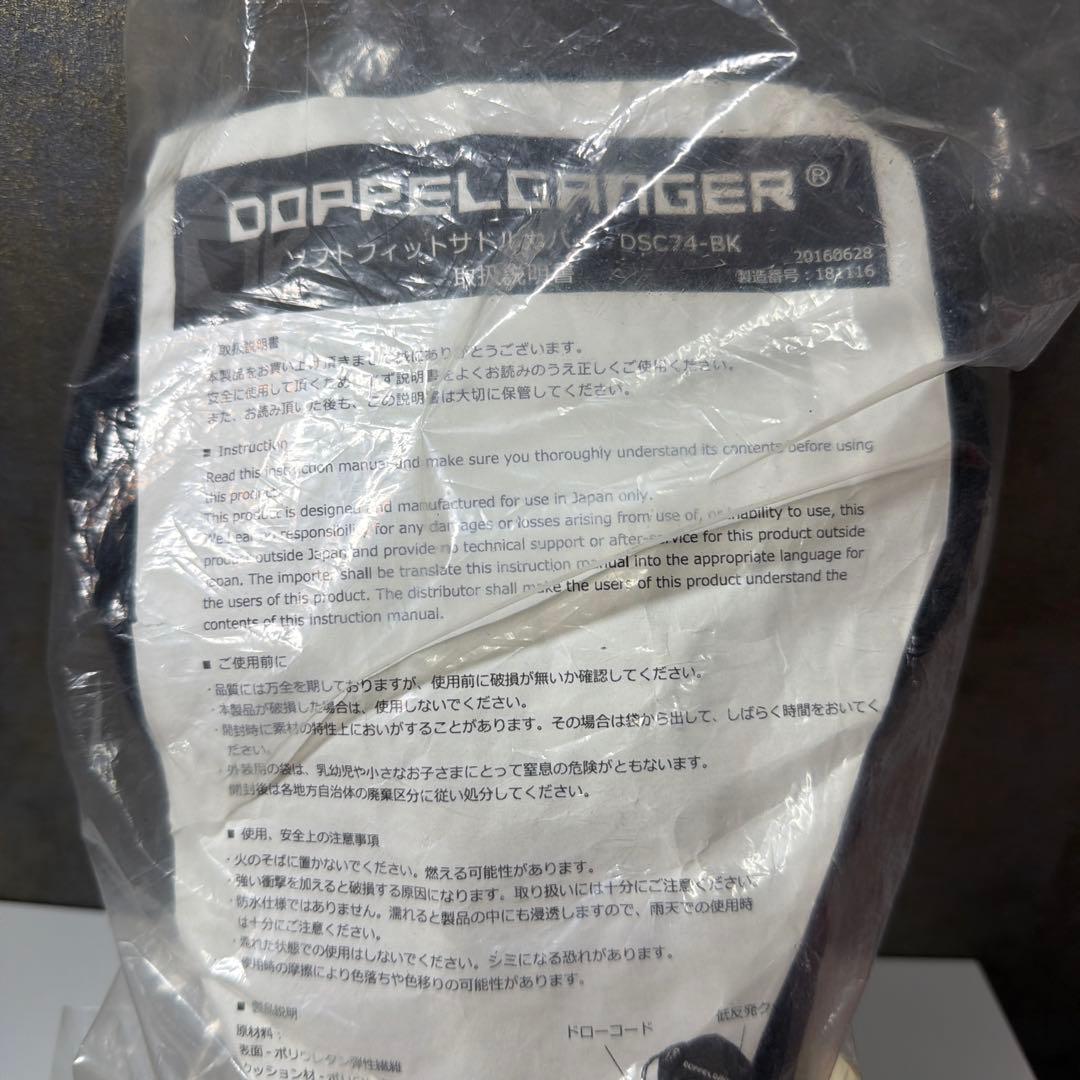 DOPPELGANGER®
ソフトフィットサドルカバー DSC74-BK
取扱説明書
20160628
製造番号:
取扱説明書
本製品をお買い上げ頂きまして誠にありがとうございます。
安全に使用して頂くため、必ず説明書をよくお読みのうえ正しくご使用ください。
また、お読み頂いた後も、この説明書は大切に保管してください。
■ Instruction
Read this instruction manual and make sure you thoroughly understand its contents before using
this product.
This product is designed and manufactured for use in Japan only.
We bear no responsibility for any damages or losses arising from use of, or inability to use, this
product outside Japan and provide no technical support or after-service for this product outside
Japan. The importer shall be translate this instruction manual into the appropriate language for
the users of this product. The distributor shall make the users of this product understand the
contents of this instruction manual.
■ ご使用前に
・品質には万全を期しておりますが、使用前に破損が無いか確認してください。
・本製品が破損した場合は、使用しないでください。
・開封時に素材の特性上においがすることがあります。その場合は袋から出して、しばらく時間をおいてく
ださい。
・外装脂の袋は、乳幼児や小さなお子さまにとって窒息の危険がともないます。
開封後は各地方自治体の廃棄区分に従い処分してください。
■ 使用、安全上の注意事項
・火のそばに置かないでください。燃える可能性があります。
・強い衝撃を加えると破損する原因になります。取り扱いには十分にご注意ください。
・防水仕様ではありません。濡れると製品の中にも浸透しますので、雨天での使用時
は十分にご注意ください。
・濡れた状態での使用はしないでください。シミになる恐れがあります。
・使用時の摩擦により色落ちや色移りの可能性があります。
■ 製品説明
原材料:
表面 - ポリウレタン弾性繊維
クッション材 -
ドローコード
低反発ク
DOPPELGANGER